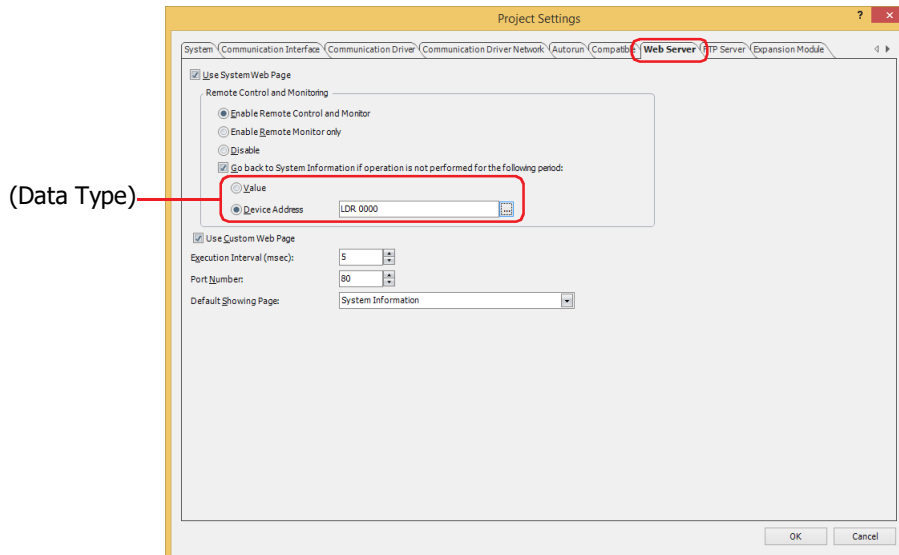 Project Settings
? ×
System Communication Interface Communication Driver Communication Driver Network Autorun Compatible Web Server FTP Server Expansion Module
Use System Web Page
Remote Control and Monitoring
Enable Remote Control and Monitor
Enable Remote Monitor only
Disable
Go back to System Information if operation is not performed for the following period:
Value
(Data Type)
Device Address LDR 0000 ...
Use Custom Web Page
Execution Interval (msec): 5
Port Number: 80
Default Showing Page: System Information
OK Cancel